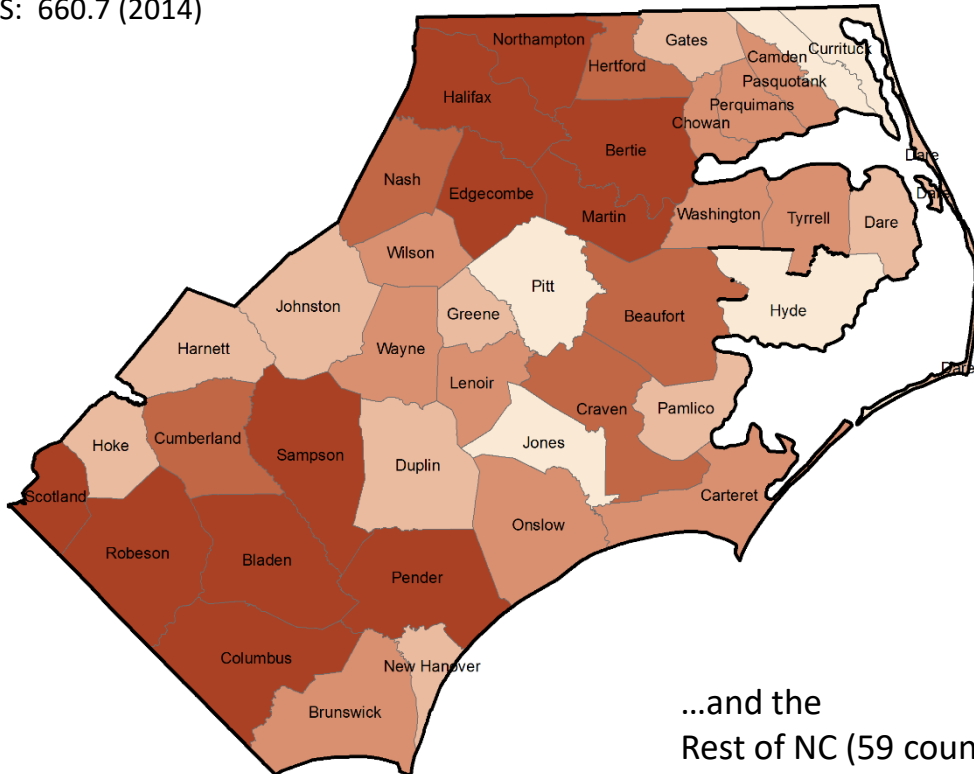 S:  660.7 (2014)
Northampton
Gates
Currituck
Camden
Hertford
Pasquotank
Halifax
Perquimans
Chowan
Bertie
Dare
Nash
Edgecombe
Dare
Martin
Washington
Tyrrell
Dare
Wilson
Pitt
Johnston
Greene
Beaufort
Hyde
Harnett
Wayne
Dare
Lenoir
Craven
Pamlico
Hoke
Cumberland
Jones
Sampson
Duplin
Scotland
Carteret
Onslow
Robeson
Bladen
Pender
Columbus
New Hanover
Brunswick
...and the
Rest of NC (59 coun